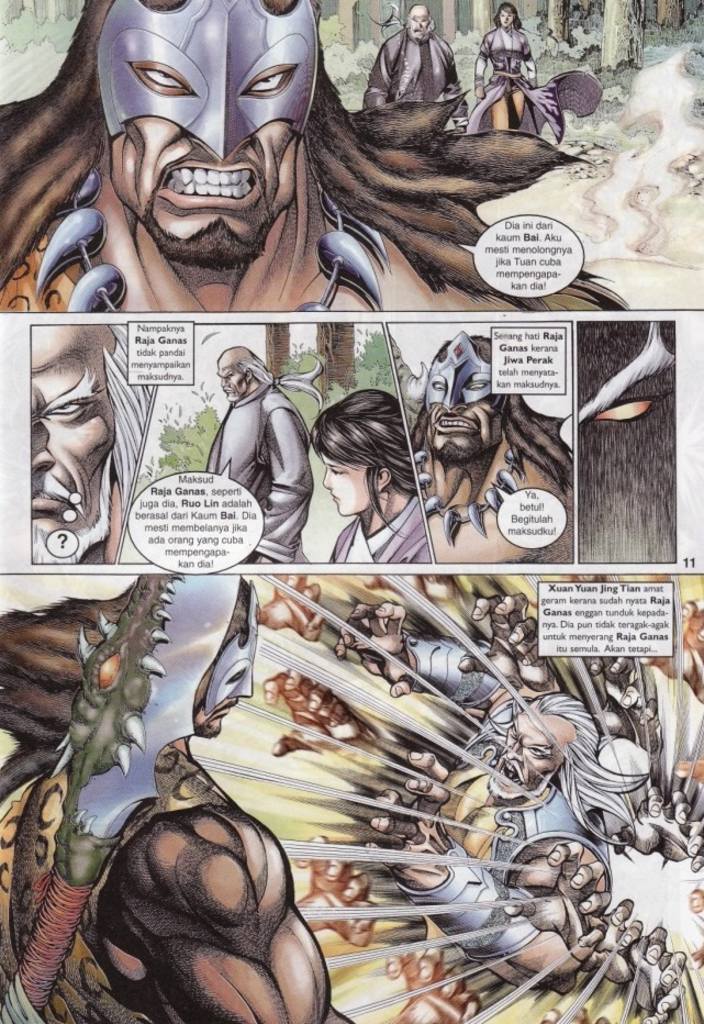 Dia ini dari
kaum Bai. Aku
mesti menolongnya
jika Tuan cuba
mempengapa-
kan dia!
Nampaknya
Raja Ganas
tidak pandai
menyampaikan
maksudnya.
?
Maksud
Raja Ganas, seperti
juga dia, Ruo Lin adalah
berasal dari Kaum Bai. Dia
mesti membelanya jika
ada orang yang cuba
mempengapa-
kan dia!
Senang hati Raja
Ganas kerana
Jiwa Perak
telah menyata-
kan maksudnya.
Ya,
betul!
Begitulah
maksudku!
11
Xuan Yuan Jing Tian amat
geram kerana sudah nyata Raja
Ganas enggan tunduk kepada-
nya. Dia pun tidak teragak-agak
untuk menyerang Raja Ganas
itu semula. Akan tetapi...